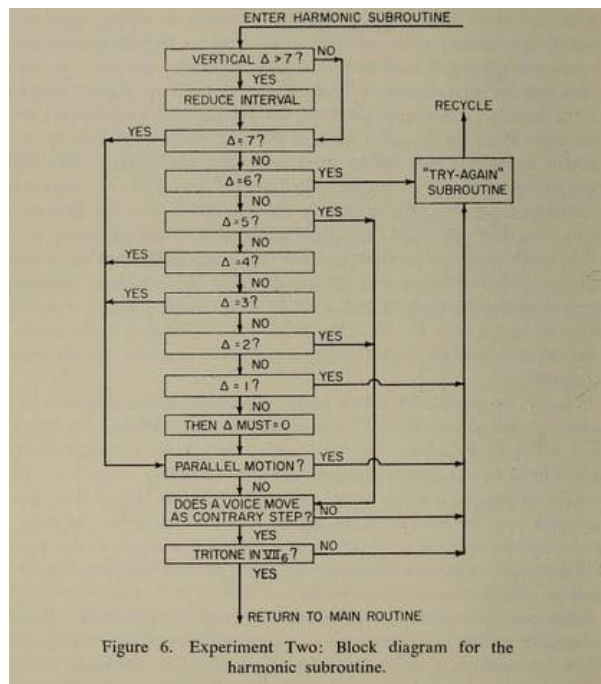 ENTER HARMONIC SUBROUTINE
VERTICAL Δ > 7?
NO
YES
REDUCE INTERVAL
RECYCLE
YES
Δ = 7?
NO
Δ = 6?
YES
"TRY-AGAIN"
SUBROUTINE
NO
Δ = 5?
YES
NO
YES
Δ = 4?
NO
YES
Δ = 3?
NO
Δ = 2?
YES
NO
Δ = 1?
YES
NO
THEN Δ MUST = 0
PARALLEL MOTION?
YES
NO
DOES A VOICE MOVE
AS CONTRARY STEP?
NO
YES
TRITONE IN VII₆?
NO
YES
RETURN TO MAIN ROUTINE
Figure 6. Experiment Two: Block diagram for the
harmonic subroutine.